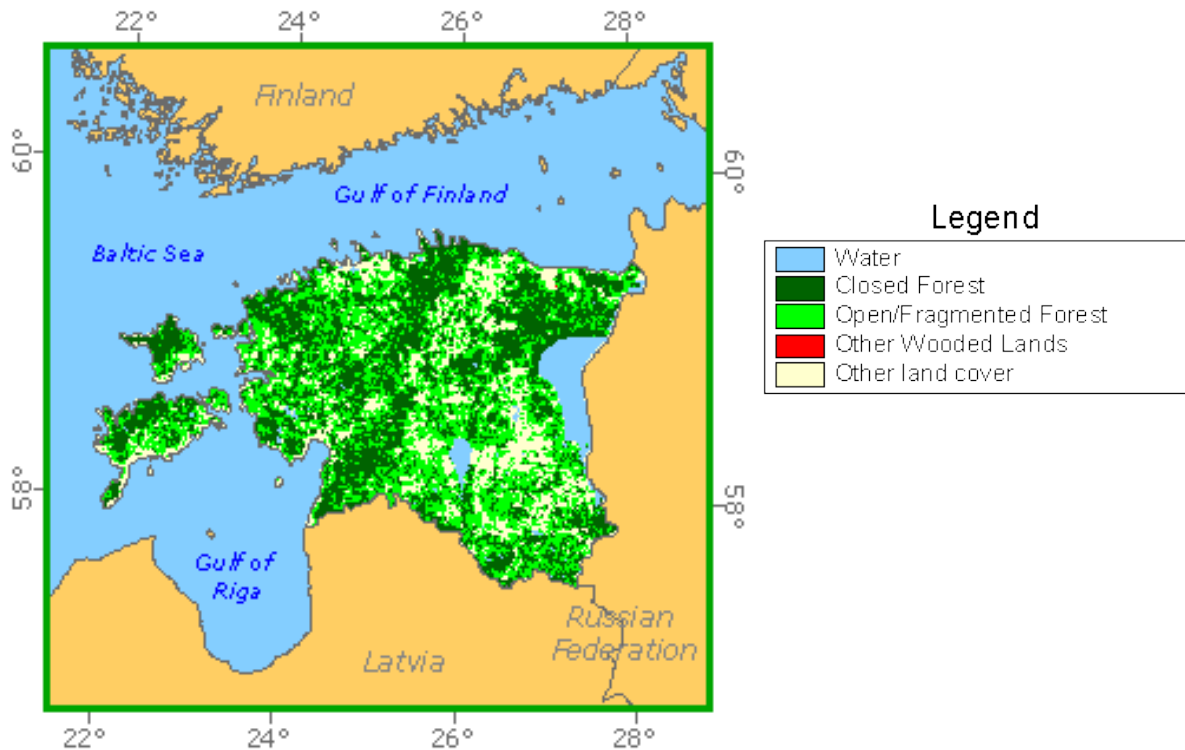 22° 24° 26° 28°
Finland
60°
60°
Gulf of Finland
Baltic Sea
Legend
Water
Closed Forest
Open/Fragmented Forest
Other Wooded Lands
Other land cover
58°
58°
Gulf of
Riga
Russian
Federation
Latvia
22° 24° 26° 28°